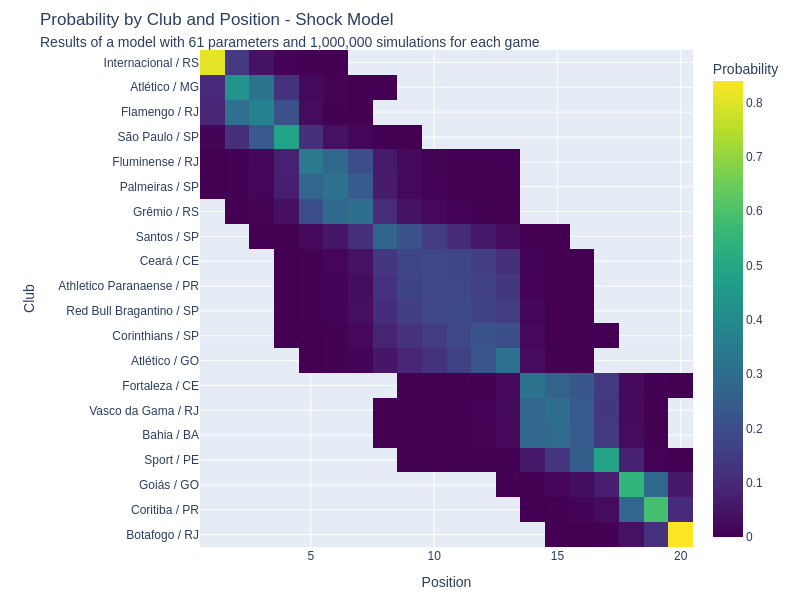 Probability by Club and Position - Shock Model
Results of a model with 61 parameters and 1,000,000 simulations for each game
Probability
Internacional / RS
Atlético / MG
Flamengo / RJ
São Paulo / SP
Fluminense / RJ
Palmeiras / SP
Grêmio / RS
Santos / SP
Ceará / CE
Athletico Paranaense / PR
Red Bull Bragantino / SP
Corinthians / SP
Atlético / GO
Fortaleza / CE
Vasco da Gama / RJ
Bahia / BA
Sport / PE
Goiás / GO
Coritiba / PR
Botafogo / RJ
Club
5
10
15
20
Position
0.8
0.7
0.6
0.5
0.4
0.3
0.2
0.1
0